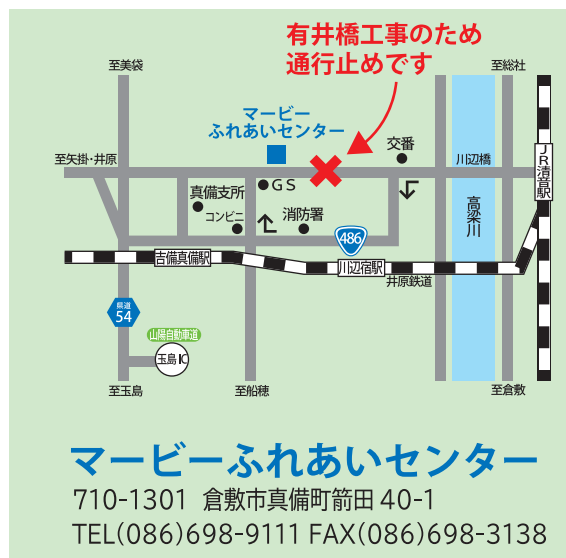 有井橋工事のため
通行止めです
至美袋
至総社
マービー
ふれあいセンター
交番
至矢掛・井原
川辺橋
JR清音駅
GS
真備支所
コンビニ
消防署
高梁川
486
吉備真備駅
川辺宿駅
井原鉄道
県道
54
山陽自動車道
玉島IC
至玉島
至船穂
至倉敷
マービーふれあいセンター
710-1301 倉敷市真備町箭田 40-1
TEL(086)698-9111 FAX(086)698-3138